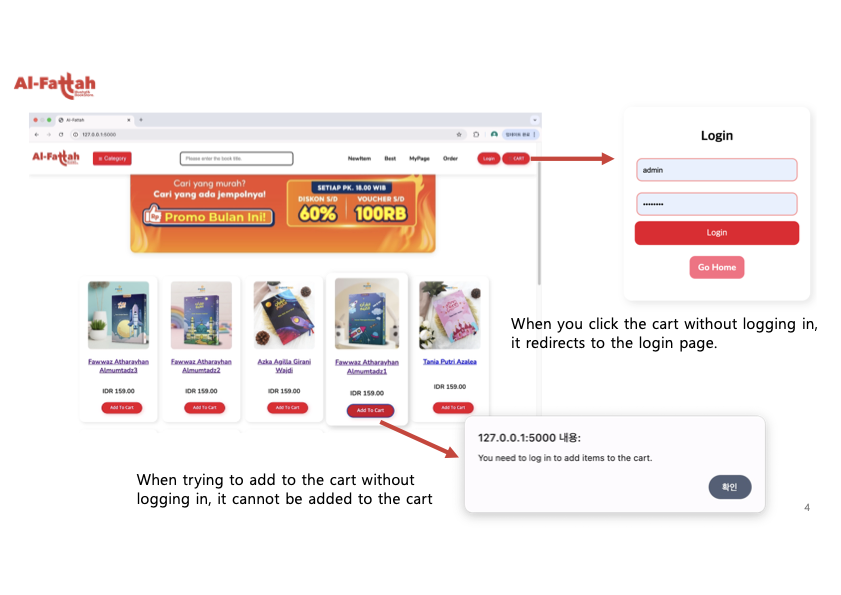 Al-Fattah
Al-Fatah
127.0.0.1:5000
Al-Fattah
≡ Category
Please enter the book title.
NewItem Best MyPage Order
Login
CART
Cari yang murah?
Cari yang ada jempolnya!
Promo Bulan Ini!
SETIAP PK. 18.00 WIB
DISKON S/D
60%
VOUCHER S/D
100RB
Login
admin
••••••••
Login
Go Home
When you click the cart without logging in,
it redirects to the login page.
Fawwaz Atharayhan
Almumtadz3
IDR 159.00
Add To Cart
Fawwaz Atharayhan
Almumtadz2
IDR 159.00
Add To Cart
Azka Agilla Girani
Wajdi
IDR 159.00
Add To Cart
Fawwaz Atharayhan
Almumtadz1
IDR 159.00
Add To Cart
Tania Putri Azalea
IDR 159.00
Add To Cart
127.0.0.1:5000 내용:
You need to log in to add items to the cart.
확인
When trying to add to the cart without
logging in, it cannot be added to the cart
4